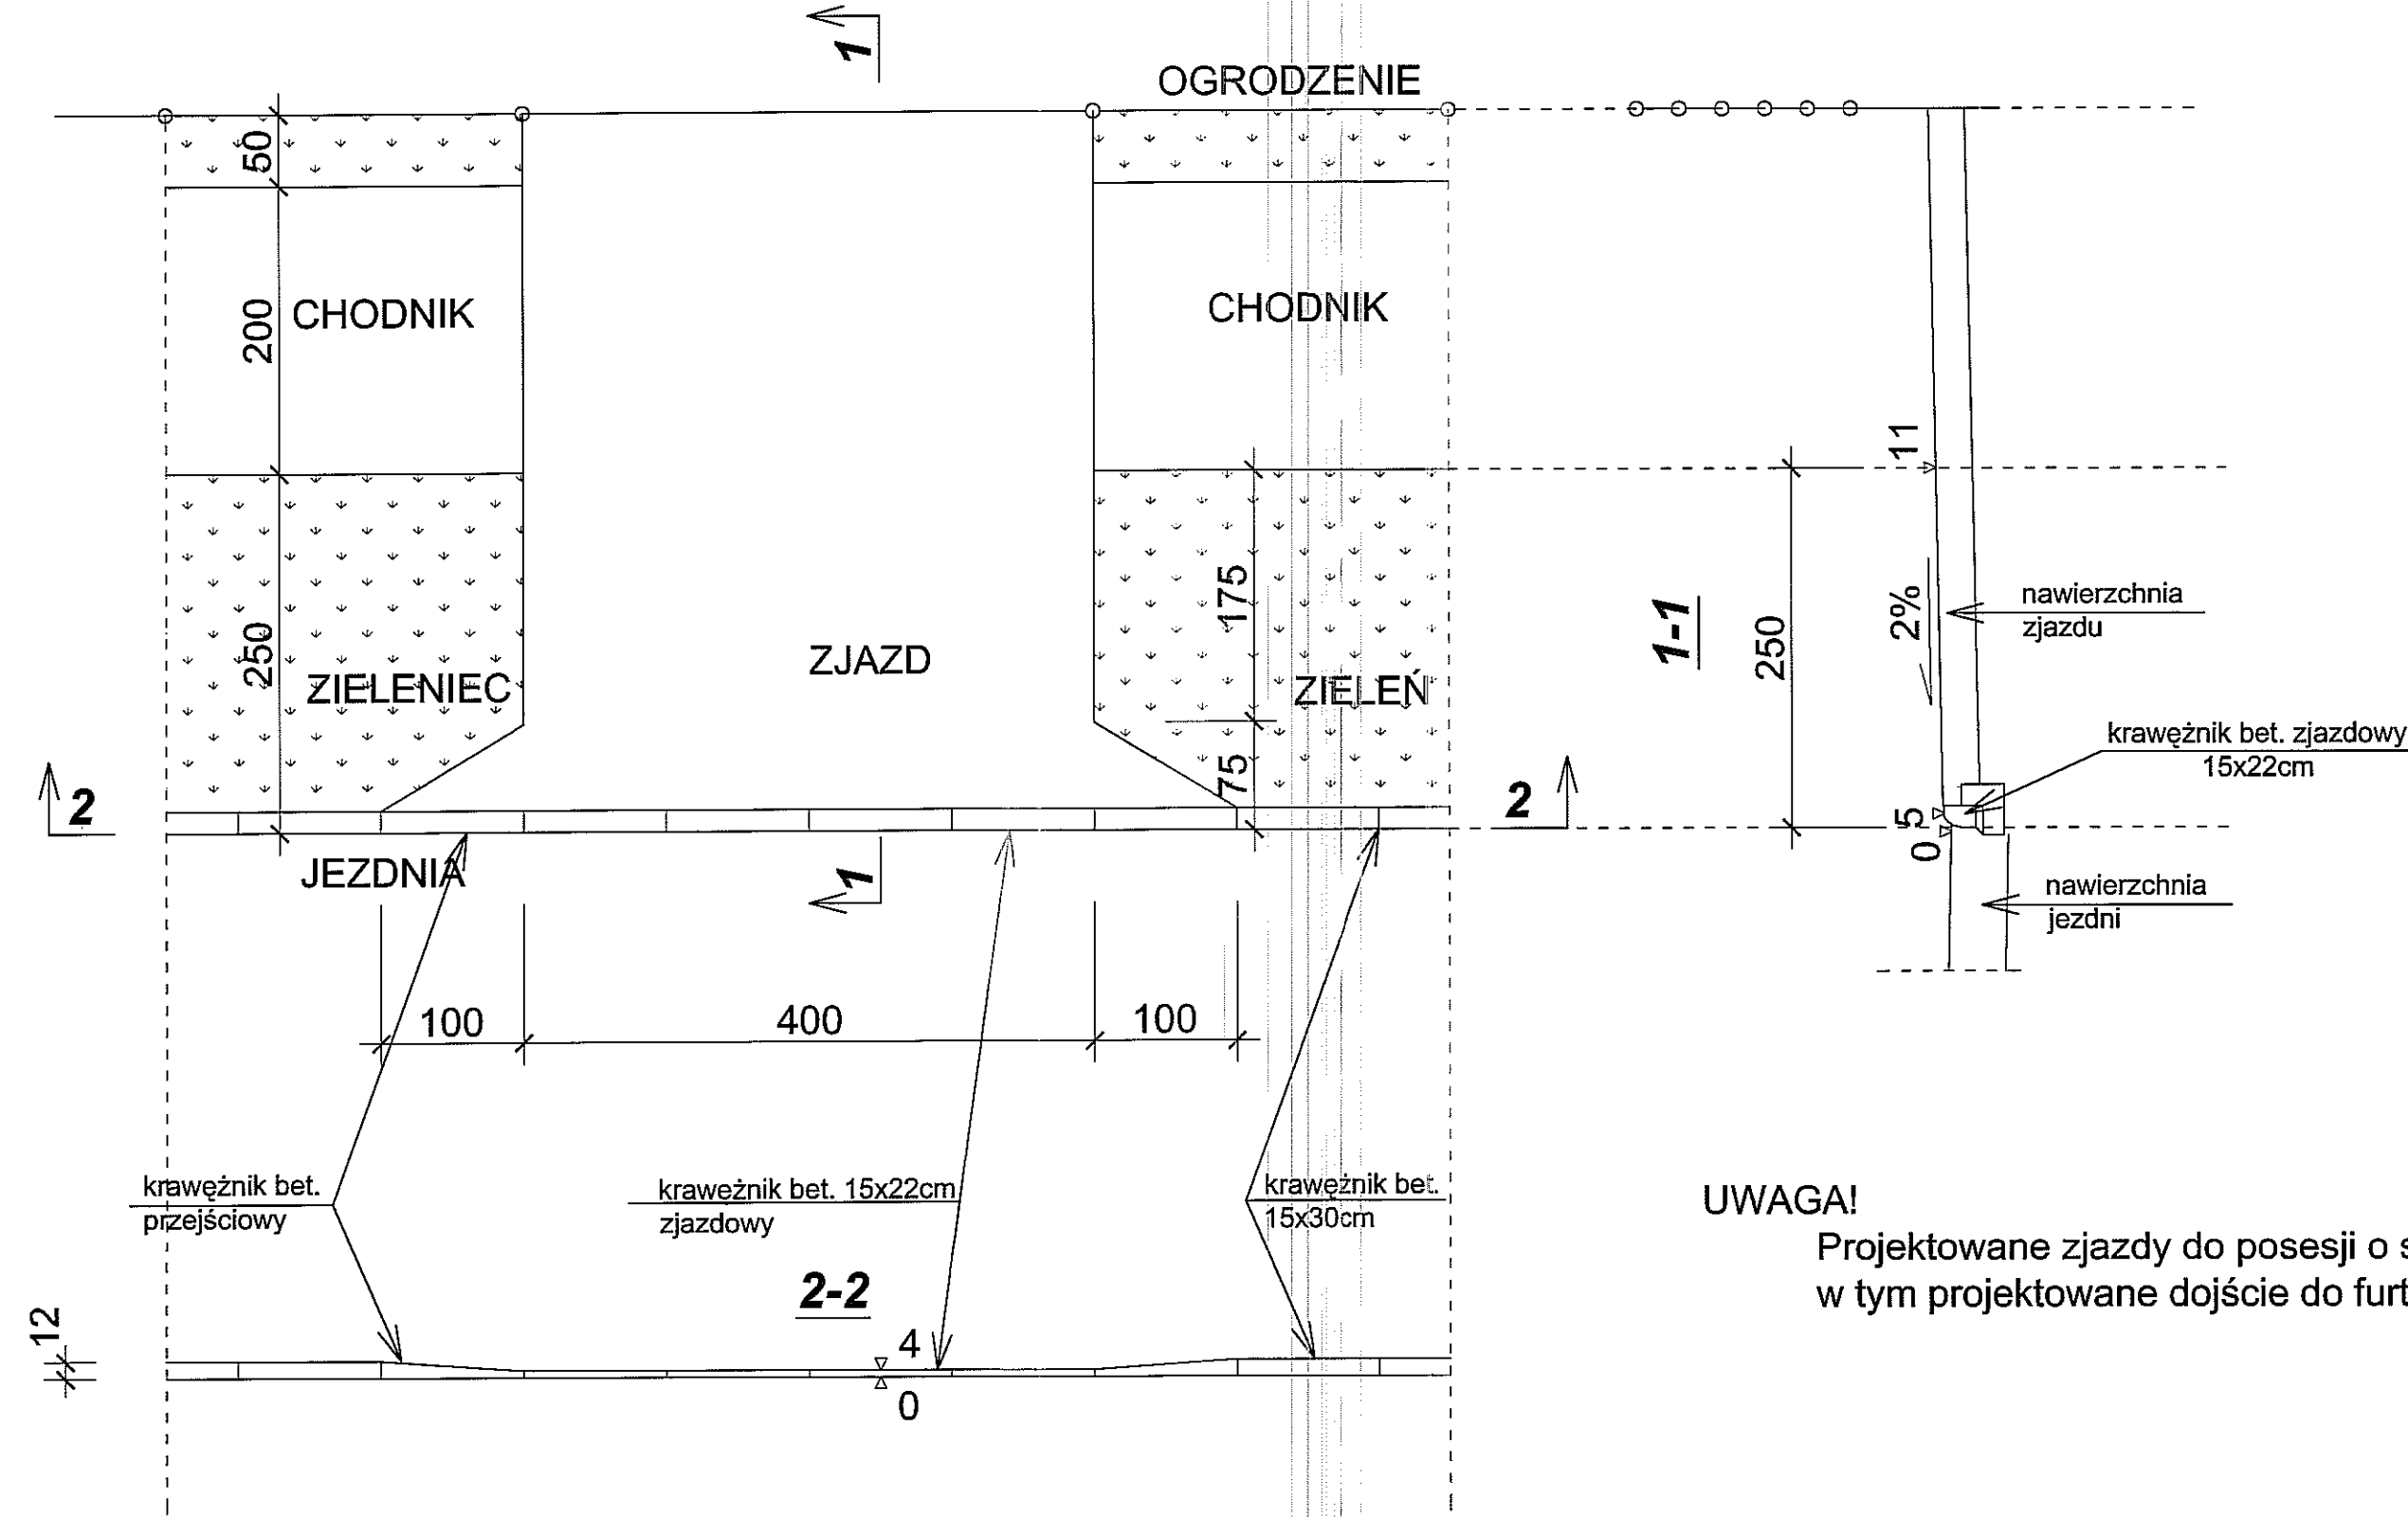 1
OGRODZENIE
50
200
CHODNIK
CHODNIK
11
250
ZIELENIEC
ZJAZD
175
ZIELEŃ
75
1-1
250
2%
nawierzchnia
zjazdu
krawężnik bet. zjazdowy
15x22cm
2
2
5
0
JEZDNIA
1
nawierzchnia
jezdni
100
400
100
krawężnik bet.
przejściowy
kraweżnik bet. 15x22cm
zjazdowy
krawężnik bet.
15x30cm
UWAGA!
Projektowane zjazdy do posesji o
w tym projektowane dojście do
2-2
12
4
0